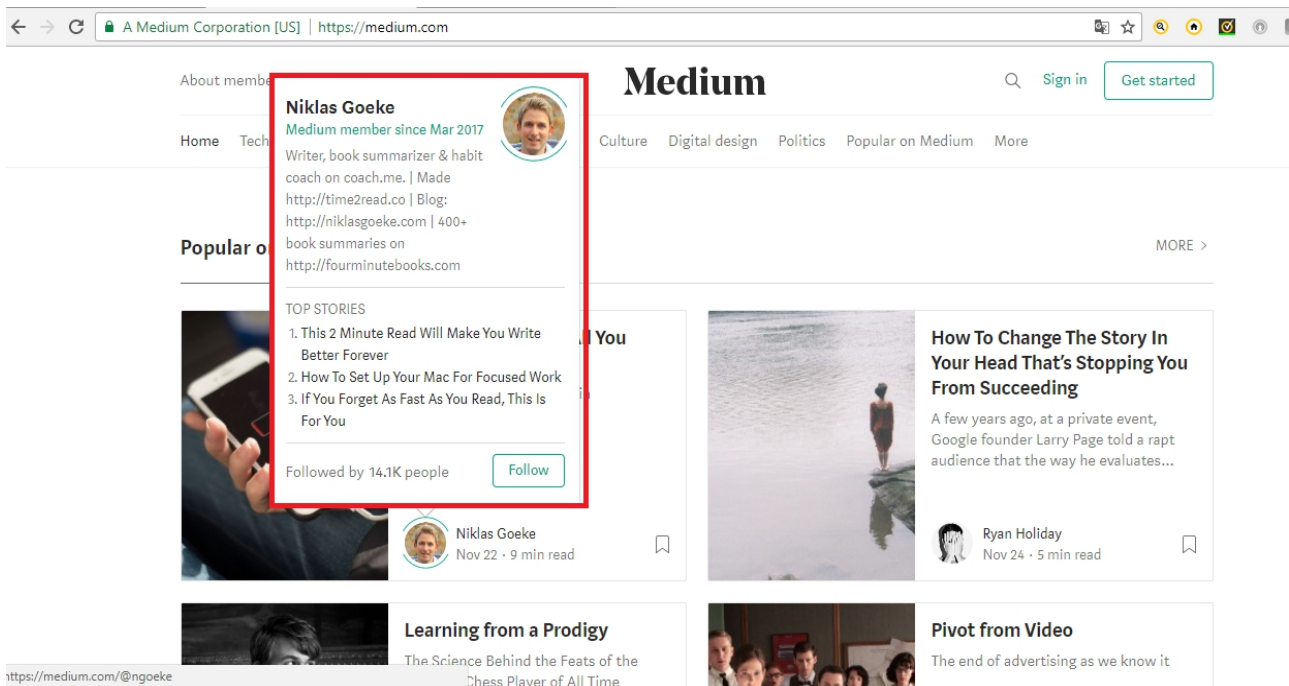 A Medium Corporation [US] | https://medium.com
About membe
Medium
Sign in
Get started
Home Tech
Culture Digital design Politics Popular on Medium More
Niklas Goeke
Medium member since Mar 2017
Writer, book summarizer & habit
coach on coach.me. | Made
http://time2read.co | Blog:
http://niklasgoeke.com | 400+
book summaries on
http://fourminutebooks.com
TOP STORIES
1. This 2 Minute Read Will Make You Write
Better Forever
2. How To Set Up Your Mac For Focused Work
3. If You Forget As Fast As You Read, This Is
For You
Followed by 14.1K people
Follow
Popular o
MORE
You
Niklas Goeke
Nov 22 · 9 min read
How To Change The Story In
Your Head That's Stopping You
From Succeeding
A few years ago, at a private event,
Google founder Larry Page told a rapt
audience that the way he evaluates...
Ryan Holiday
Nov 24 · 5 min read
Learning from a Prodigy
The Science Behind the Feats of the
Chess Player of All Time
Pivot from Video
The end of advertising as we know it
https://medium.com/@ngoeke